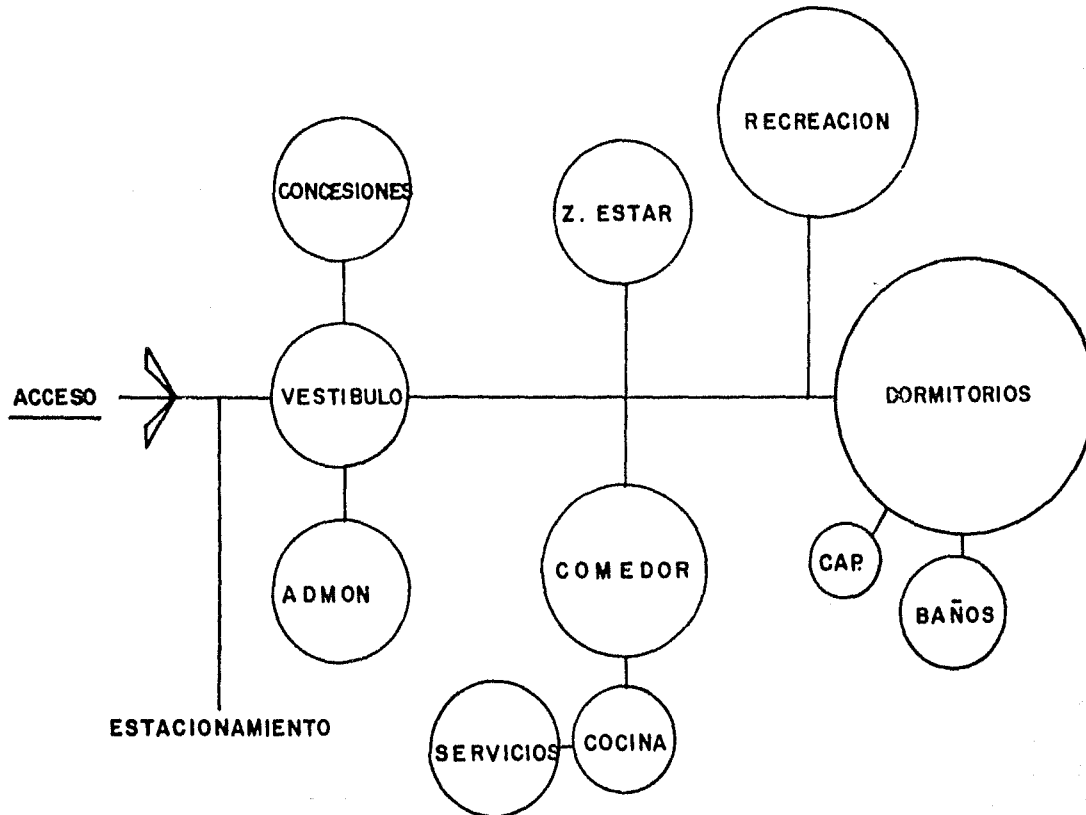 RECREACION
CONCESIONES
Z. ESTAR
ACCESO
VESTIBULO
DORMITORIOS
ADMON
COMEDOR
CAP.
BAÑOS
ESTACIONAMIENTO
SERVICIOS
COCINA